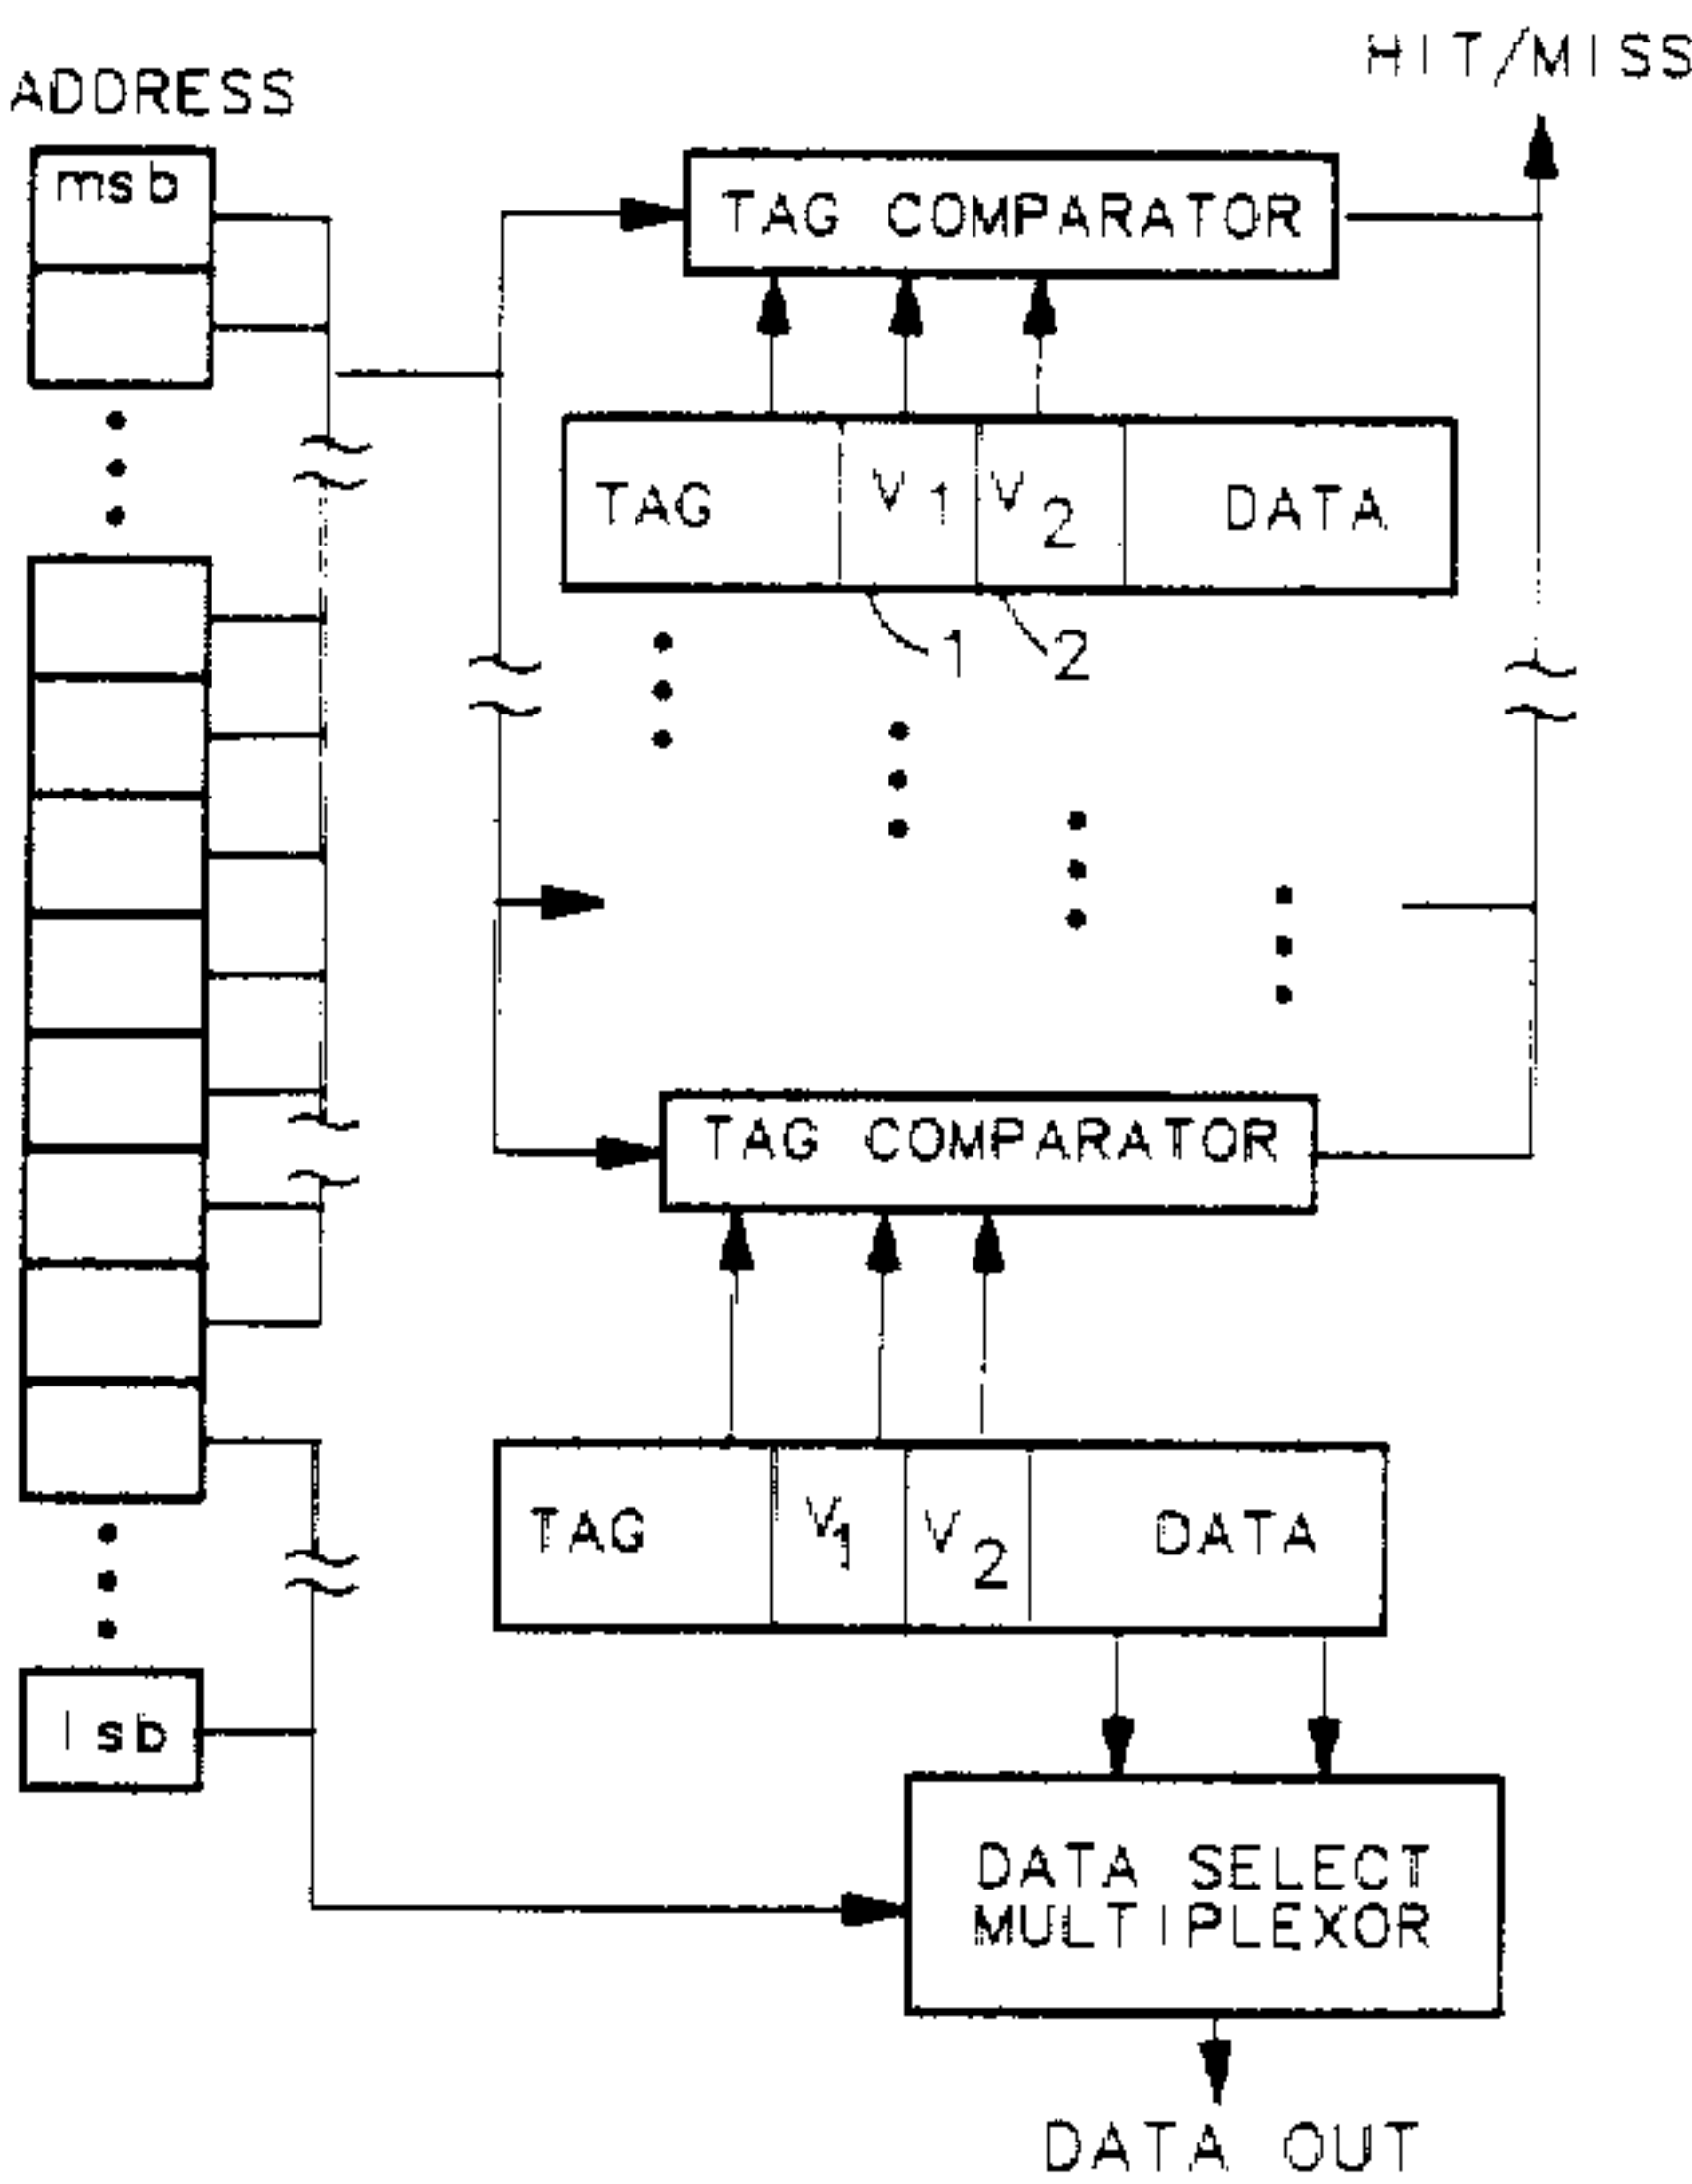 HIT/MISS
ADDRESS
msb
TAG COMPARATOR
TAG V1 V2 DATA
1 2
TAG COMPARATOR
TAG V1 V2 DATA
lsb
DATA SELECT
MULTIPLEXOR
DATA OUT